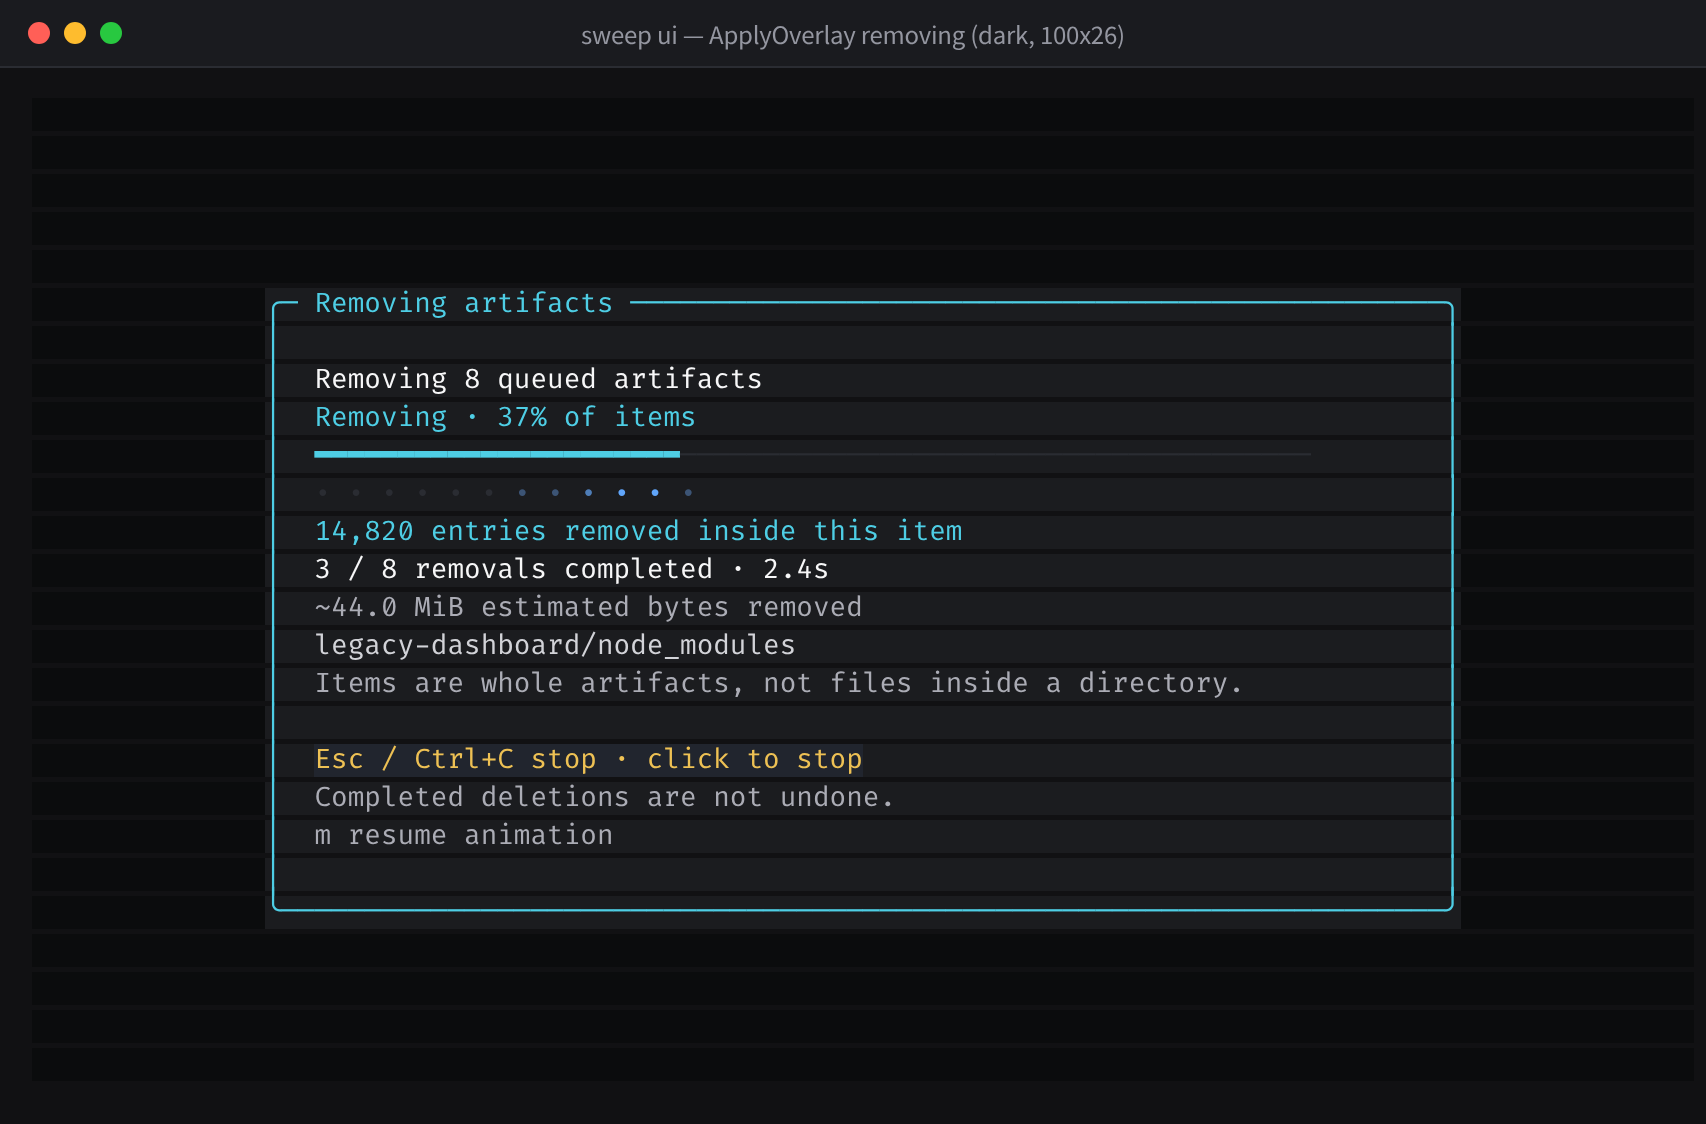 sweep ui — ApplyOverlay removing (dark, 100x26)
Removing artifacts
Removing 8 queued artifacts
Removing · 37% of items
14,820 entries removed inside this item
3 / 8 removals completed · 2.4s
~44.0 MiB estimated bytes removed
legacy-dashboard/node_modules
Items are whole artifacts, not files inside a directory.
Esc / Ctrl+C stop · click to stop
Completed deletions are not undone.
m resume animation